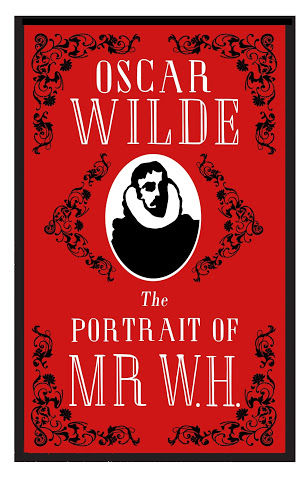 OSCAR
WILDE
The
PORTRAIT OF
MR W.H.